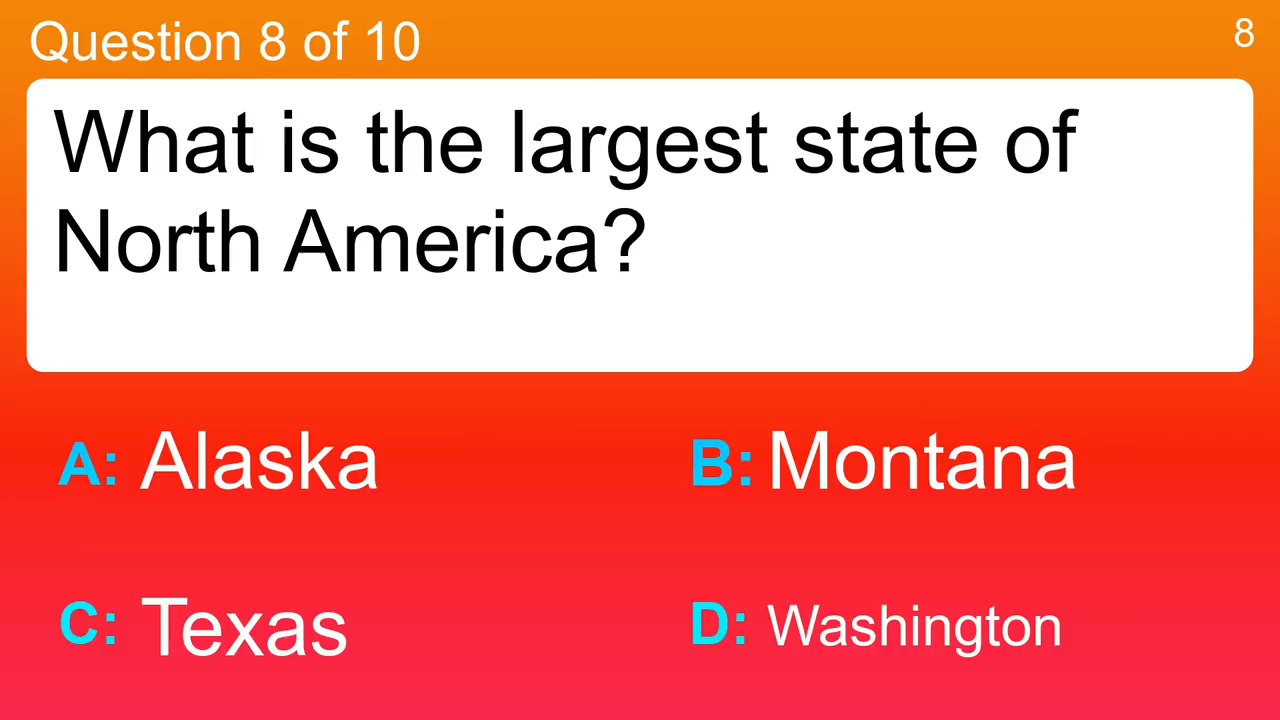 Question 8 of 10
8
What is the largest state of
North America?
A: Alaska
B: Montana
C: Texas
D: Washington